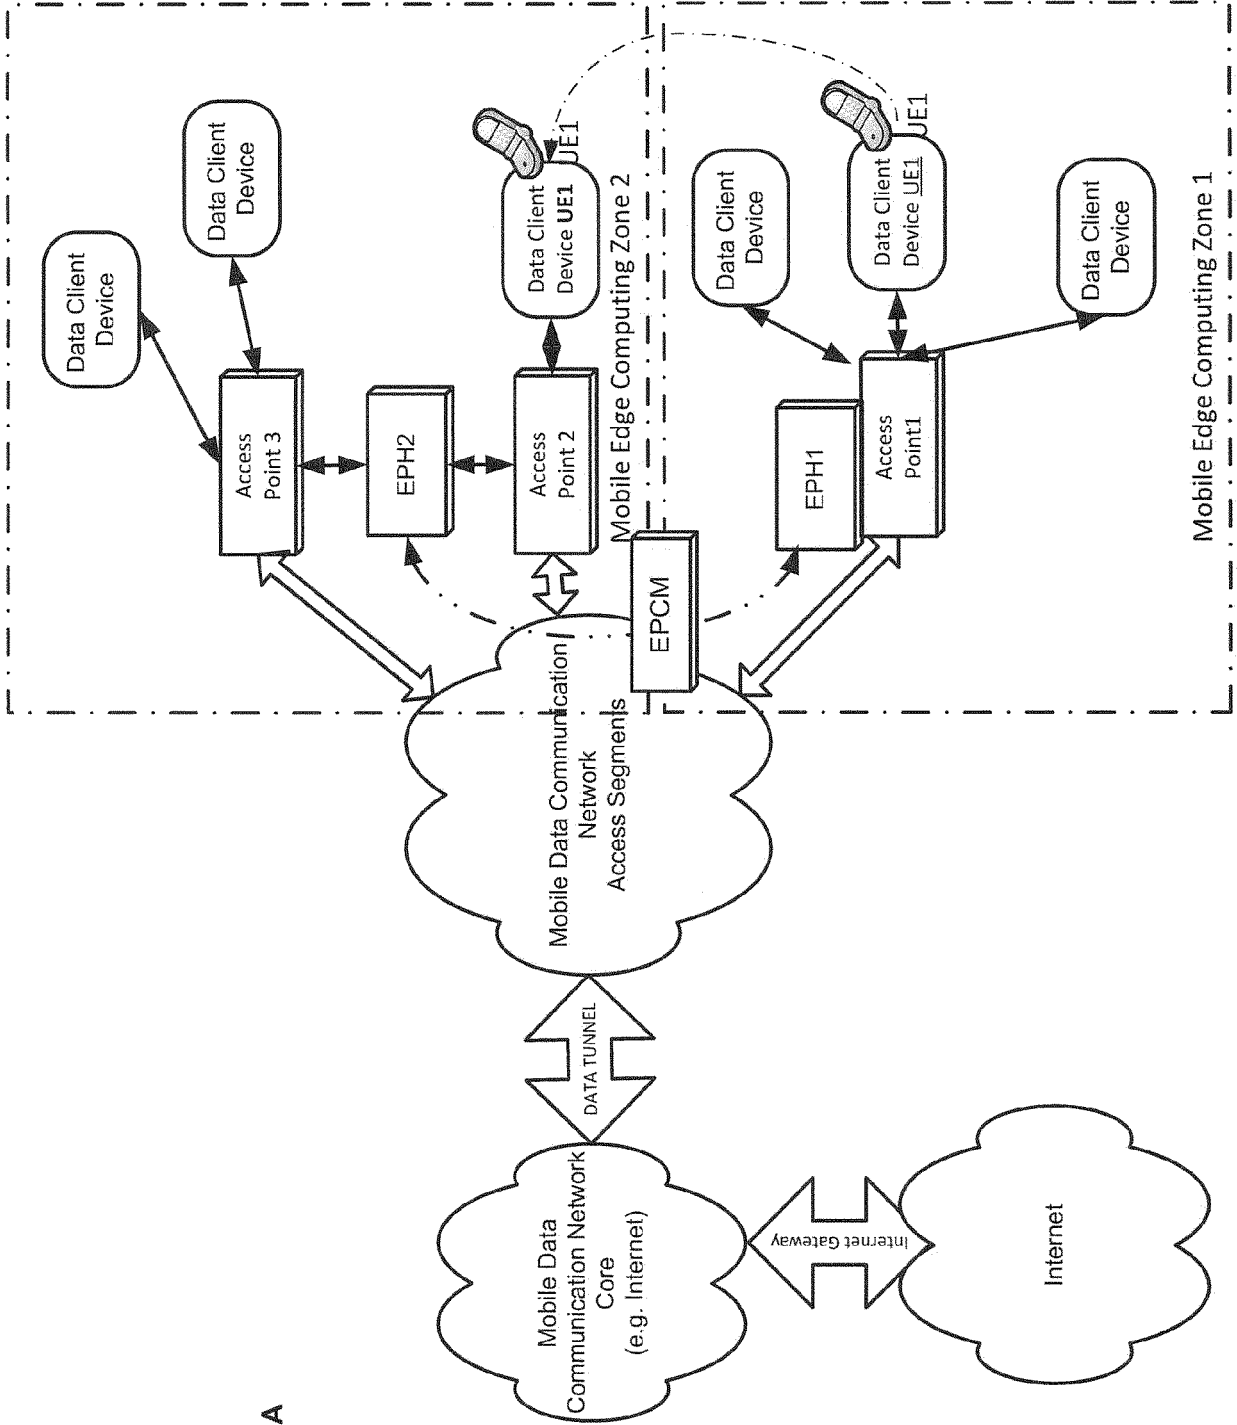 A
Mobile Data
Communication Network
Core
(e.g. Internet)
DATA TUNNEL
Internet Gateway
Internet
Mobile Data Communication
Network
Access Segments
EPCM
Access
Point 3
EPH2
Access
Point 2
Data Client
Device
Data Client
Device
Data Client
Device UE1
UE1
Mobile Edge Computing Zone 2
EPH1
Access
Point1
Data Client
Device
Data Client
Device UE1
UE1
Data Client
Device
Mobile Edge Computing Zone 1